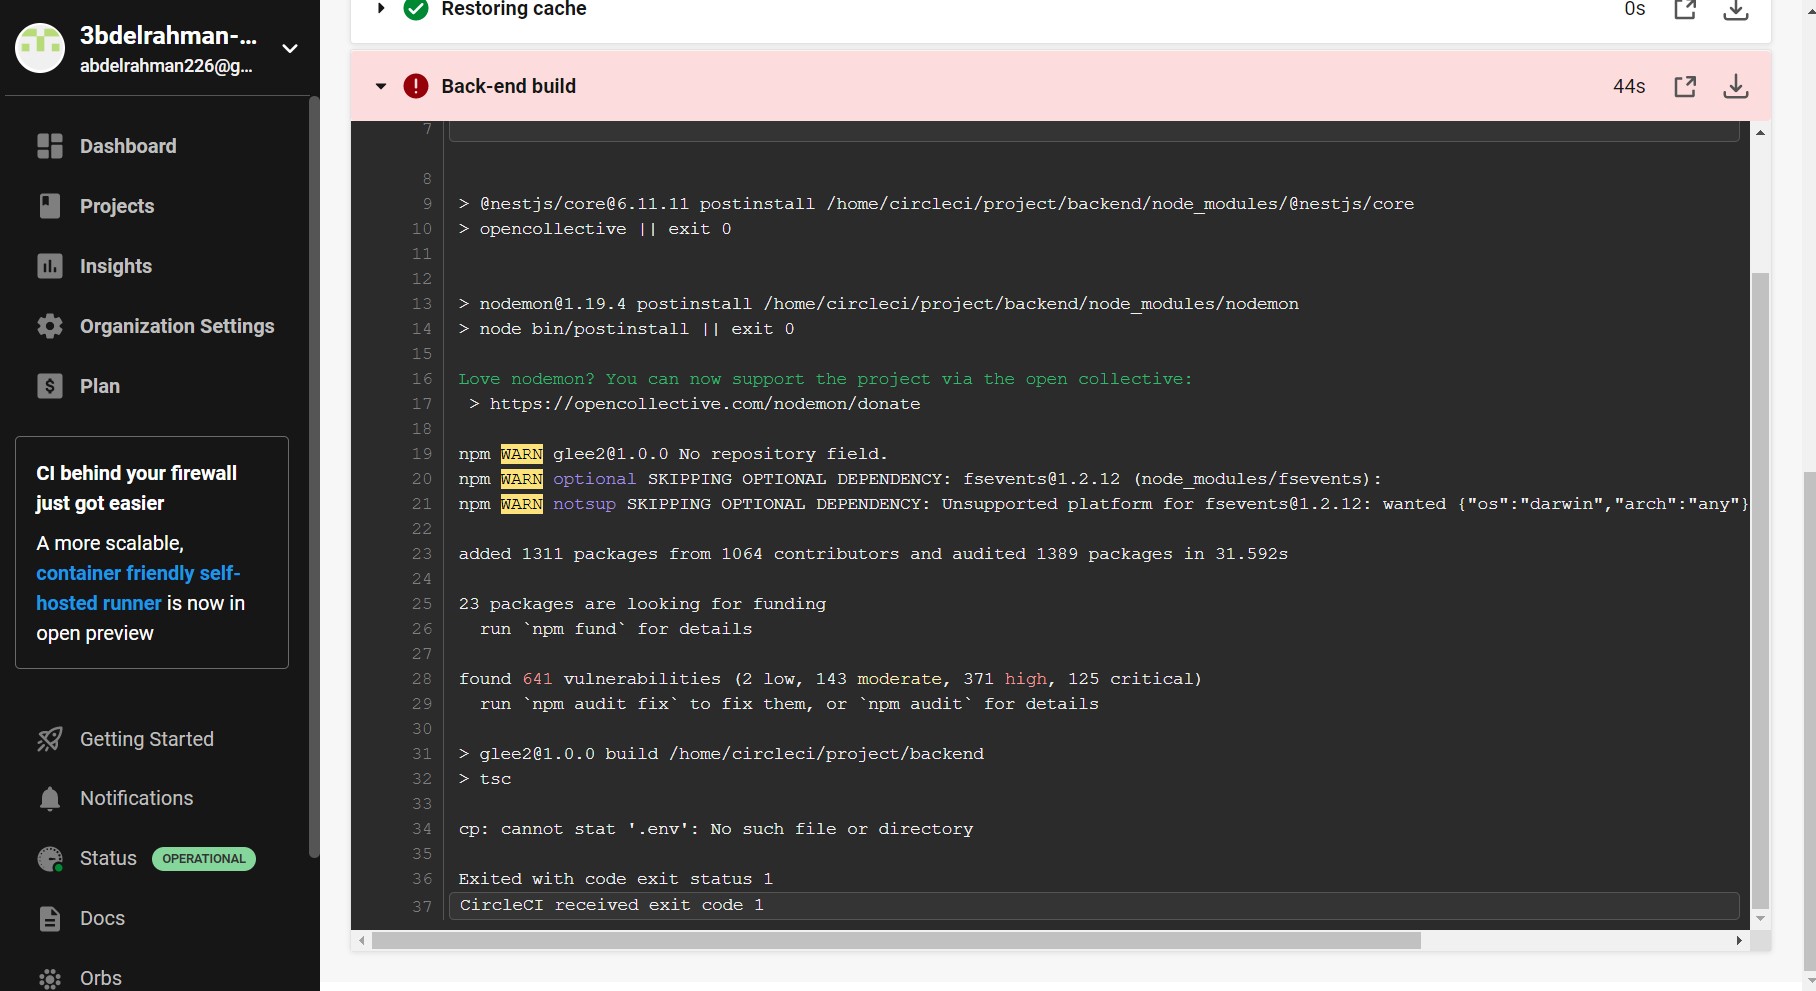 3bdelrahman-...
abdelrahman226@g...
Dashboard
Projects
Insights
Organization Settings
Plan
CI behind your firewall
just got easier
A more scalable,
container friendly self-
hosted runner is now in
open preview
Getting Started
Notifications
Status OPERATIONAL
Docs
Orbs
Restoring cache 0s
Back-end build 44s
7
8
9 > @nestjs/core@6.11.11 postinstall /home/circleci/project/backend/node_modules/@nestjs/core
10 > opencollective || exit 0
11
12
13 > nodemon@1.19.4 postinstall /home/circleci/project/backend/node_modules/nodemon
14 > node bin/postinstall || exit 0
15
16 Love nodemon? You can now support the project via the open collective:
17 > https://opencollective.com/nodemon/donate
18
19 npm WARN glee2@1.0.0 No repository field.
20 npm WARN optional SKIPPING OPTIONAL DEPENDENCY: fsevents@1.2.12 (node_modules/fsevents):
21 npm WARN notsup SKIPPING OPTIONAL DEPENDENCY: Unsupported platform for fsevents@1.2.12: wanted {"os":"darwin","arch":"any"}
22
23 added 1311 packages from 1064 contributors and audited 1389 packages in 31.592s
24
25 23 packages are looking for funding
26 run `npm fund` for details
27
28 found 641 vulnerabilities (2 low, 143 moderate, 371 high, 125 critical)
29 run `npm audit fix` to fix them, or `npm audit` for details
30
31 > glee2@1.0.0 build /home/circleci/project/backend
32 > tsc
33
34 cp: cannot stat '.env': No such file or directory
35
36 Exited with code exit status 1
37 CircleCI received exit code 1